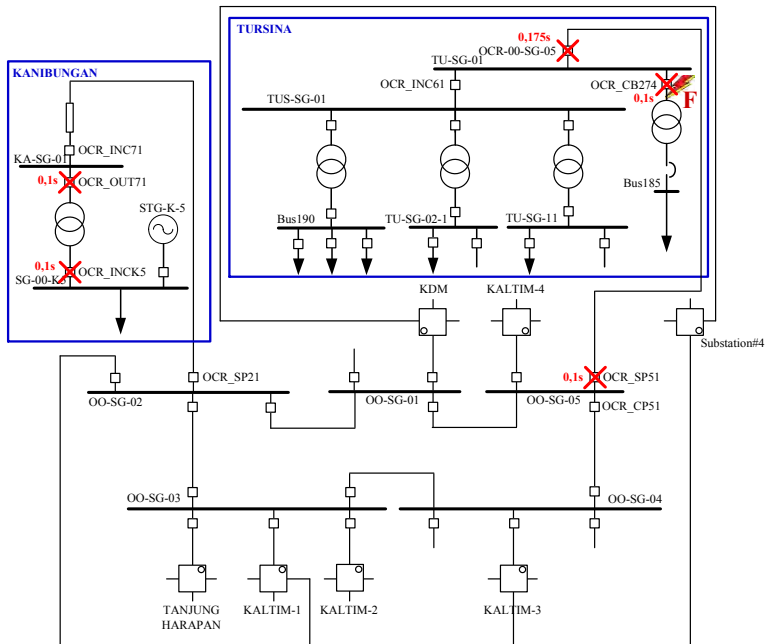 TURSINA
0,175s
OCR-00-SG-05
TU-SG-01
OCR_INC61
OCR_CB274
0,1s
F
KANIBUNGAN
TUS-SG-01
OCR_INC71
KA-SG-01
0,1s
OCR_OUT71
STG-K-5
Bus185
Bus190
TU-SG-02-1
TU-SG-11
0,1s
OCR_INCK5
SG-00-K5
KDM
KALTIM-4
Substation#4
OCR_SP21
0,1s
OCR_SP51
OO-SG-02
OO-SG-01
OO-SG-05
OCR_CP51
OO-SG-03
OO-SG-04
TANJUNG
HARAPAN
KALTIM-1
KALTIM-2
KALTIM-3